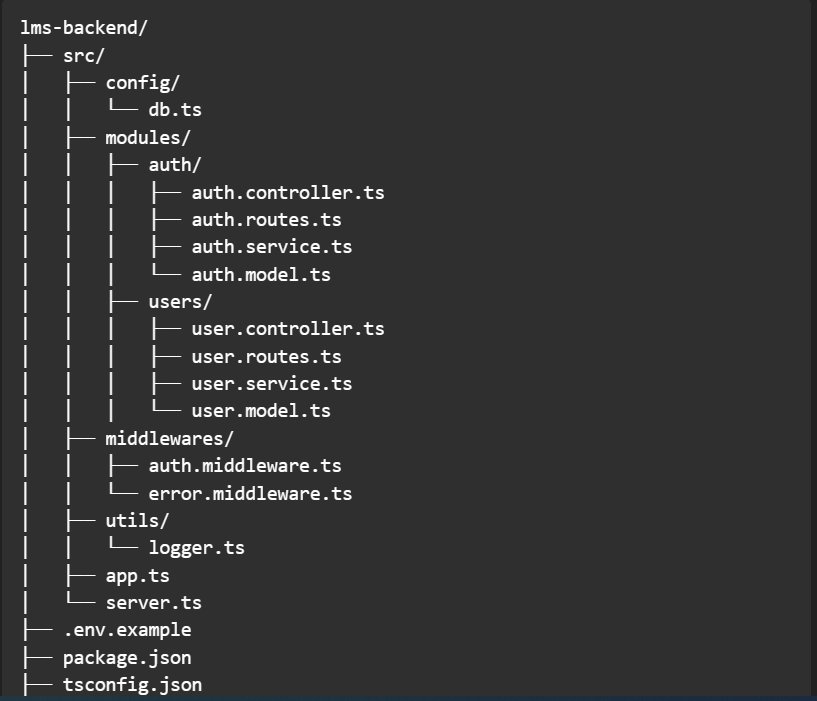 lms-backend/
├── src/
│   ├── config/
│   │   └── db.ts
│   ├── modules/
│   │   ├── auth/
│   │   │   ├── auth.controller.ts
│   │   │   ├── auth.routes.ts
│   │   │   ├── auth.service.ts
│   │   │   └── auth.model.ts
│   │   ├── users/
│   │   │   ├── user.controller.ts
│   │   │   ├── user.routes.ts
│   │   │   ├── user.service.ts
│   │   │   └── user.model.ts
│   ├── middlewares/
│   │   ├── auth.middleware.ts
│   │   └── error.middleware.ts
│   ├── utils/
│   │   └── logger.ts
│   ├── app.ts
│   └── server.ts
├── .env.example
├── package.json
├── tsconfig.json